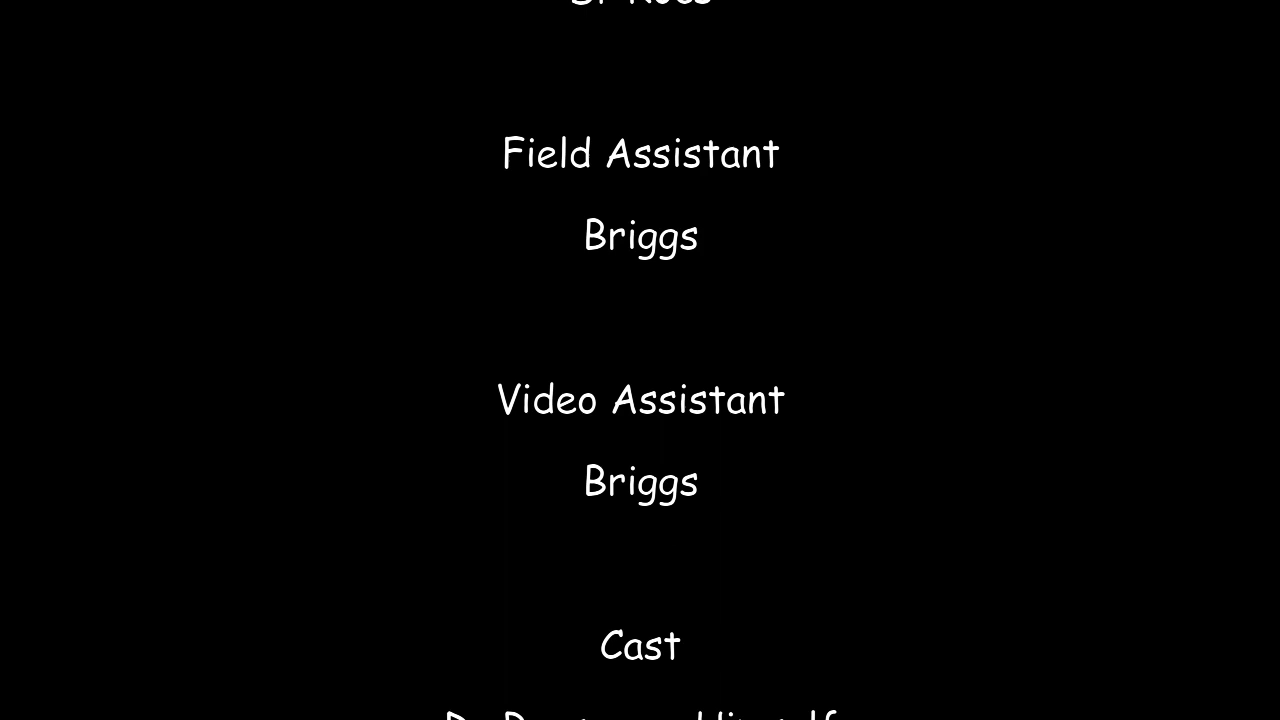 Field Assistant
Briggs
Video Assistant
Briggs
Cast